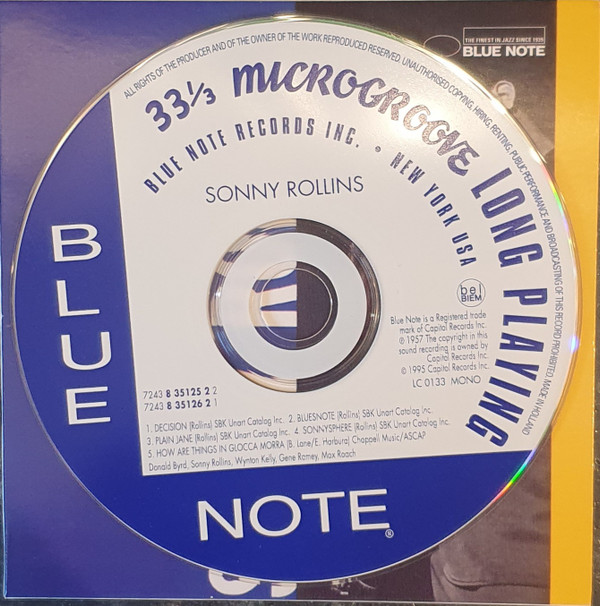 THE FINEST IN JAZZ SINCE 1939
BLUE NOTE
ALL RIGHTS OF THE PRODUCER AND OF THE OWNER OF THE WORK REPRODUCED RESERVED. UNAUTHORISED COPYING, HIRING, RENTING, PUBLIC PERFORMANCE AND BROADCASTING OF THIS RECORD PROHIBITED. MADE IN HOLLAND
33⅓ MICROGROOVE LONG PLAYING
BLUE NOTE RECORDS INC. • NEW YORK USA
SONNY ROLLINS
BLUE
bel
BIEM
Blue Note is a Registered trade
mark of Capitol Records Inc.
℗ 1957 The copyright in this
sound recording is owned by
Capitol Records Inc.
© 1995 Capitol Records Inc.
LC 0133 MONO
7243 8 35125 2 2
7243 8 35126 2 1
1. DECISION (Rollins) SBK Unart Catalog Inc. 2. BLUESNOTE (Rollins) SBK Unart Catalog Inc.
3. PLAIN JANE (Rollins) SBK Unart Catalog Inc. 4. SONNYSPHERE (Rollins) SBK Unart Catalog Inc.
5. HOW ARE THINGS IN GLOCCA MORRA (B. Lane/E. Harburg) Chappell Music/ASCAP
Donald Byrd, Sonny Rollins, Wynton Kelly, Gene Ramey, Max Roach
NOTE®